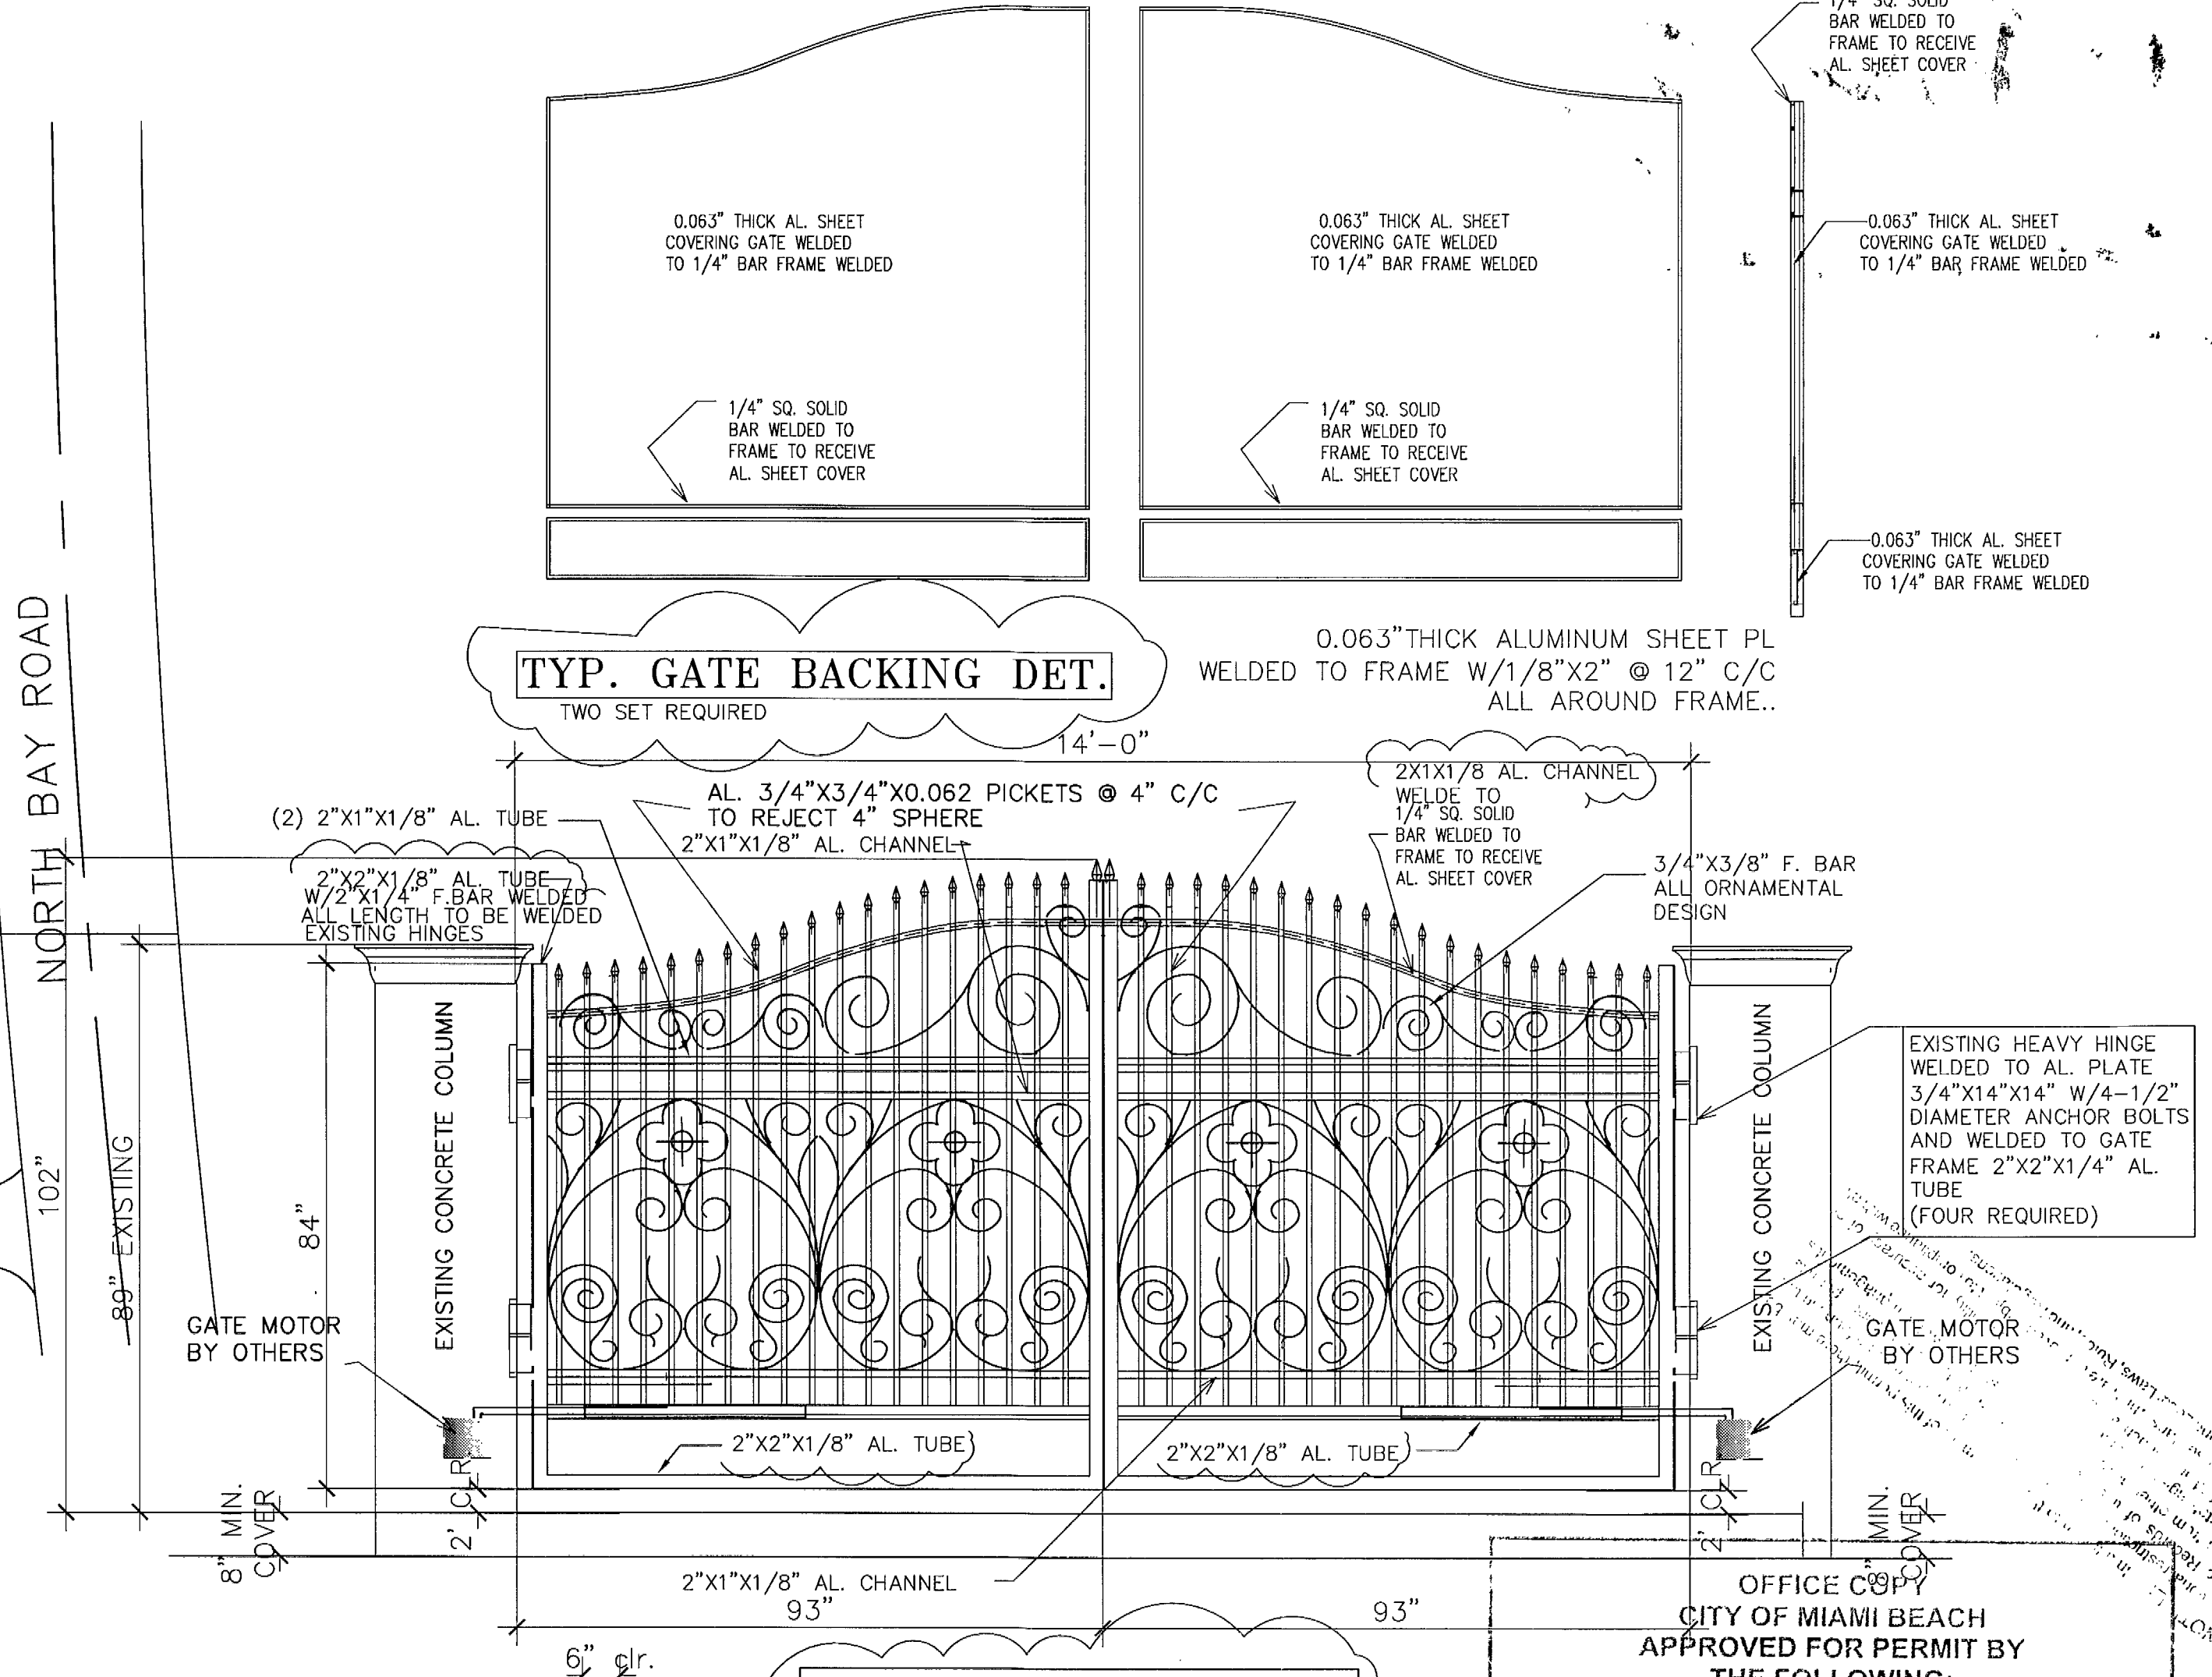 1/4" SQ. SOLID
BAR WELDED TO
FRAME TO RECEIVE
AL. SHEET COVER
0.063" THICK AL. SHEET
COVERING GATE WELDED
TO 1/4" BAR FRAME WELDED
0.063" THICK AL. SHEET
COVERING GATE WELDED
TO 1/4" BAR FRAME WELDED
0.063" THICK AL. SHEET
COVERING GATE WELDED
TO 1/4" BAR FRAME WELDED
1/4" SQ. SOLID
BAR WELDED TO
FRAME TO RECEIVE
AL. SHEET COVER
1/4" SQ. SOLID
BAR WELDED TO
FRAME TO RECEIVE
AL. SHEET COVER
0.063" THICK AL. SHEET
COVERING GATE WELDED
TO 1/4" BAR FRAME WELDED
NORTH BAY ROAD
TYP. GATE BACKING DET.
TWO SET REQUIRED
0.063"THICK ALUMINUM SHEET PL
WELDED TO FRAME W/1/8"X2" @ 12" C/C
ALL AROUND FRAME..
14'-0"
(2) 2"X1"X1/8" AL. TUBE
AL. 3/4"X3/4"X0.062 PICKETS @ 4" C/C
TO REJECT 4" SPHERE
2"X1"X1/8" AL. CHANNEL
2X1X1/8 AL. CHANNEL
WELDE TO
1/4" SQ. SOLID
BAR WELDED TO
FRAME TO RECEIVE
AL. SHEET COVER
3/4"X3/8" F. BAR
ALL ORNAMENTAL
DESIGN
2"X2"X1/8" AL. TUBE
W/2"X1/4" F.BAR WELDED
ALL LENGTH TO BE WELDED
EXISTING HINGES
102"
89" EXISTING
84"
EXISTING CONCRETE COLUMN
EXISTING CONCRETE COLUMN
EXISTING HEAVY HINGE
WELDED TO AL. PLATE
3/4"X14"X14" W/4-1/2"
DIAMETER ANCHOR BOLTS
AND WELDED TO GATE
FRAME 2"X2"X1/4" AL.
TUBE
(FOUR REQUIRED)
GATE MOTOR
BY OTHERS
GATE MOTOR
BY OTHERS
2"X2"X1/8" AL. TUBE
2"X2"X1/8" AL. TUBE
8" MIN.
COVER
2' CLR
2' CLR
8" MIN.
COVER
2"X1"X1/8" AL. CHANNEL
93"
93"
6" clr.
OFFICE COPY
CITY OF MIAMI BEACH
APPROVED FOR PERMIT BY
THE FOLLOWING: